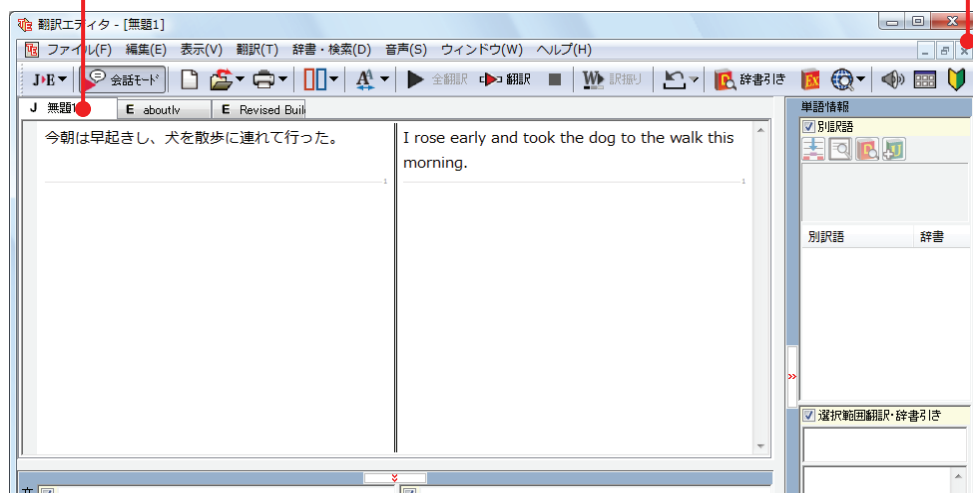 翻訳エディタ - [無題1]
ファイル(F) 編集(E) 表示(V) 翻訳(T) 辞書・検索(D) 音声(S) ウィンドウ(W) ヘルプ(H)
J▸E 会話モード 全翻訳 翻訳 訳振り 辞書引き
J 無題1 E aboutlv E Revised Buil
今朝は早起きし、犬を散歩に連れて行った。
1
I rose early and took the dog to the walk this
morning.
1
単語情報
別訳語
別訳語 辞書
選択範囲翻訳・辞書引き